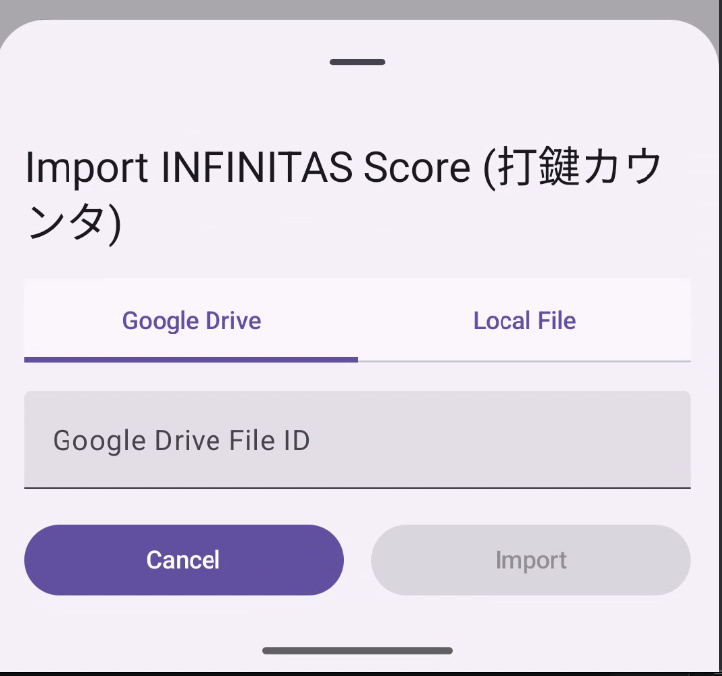 Import INFINITAS Score (打鍵カウ
ンタ)
Google Drive
Local File
Google Drive File ID
Cancel
Import